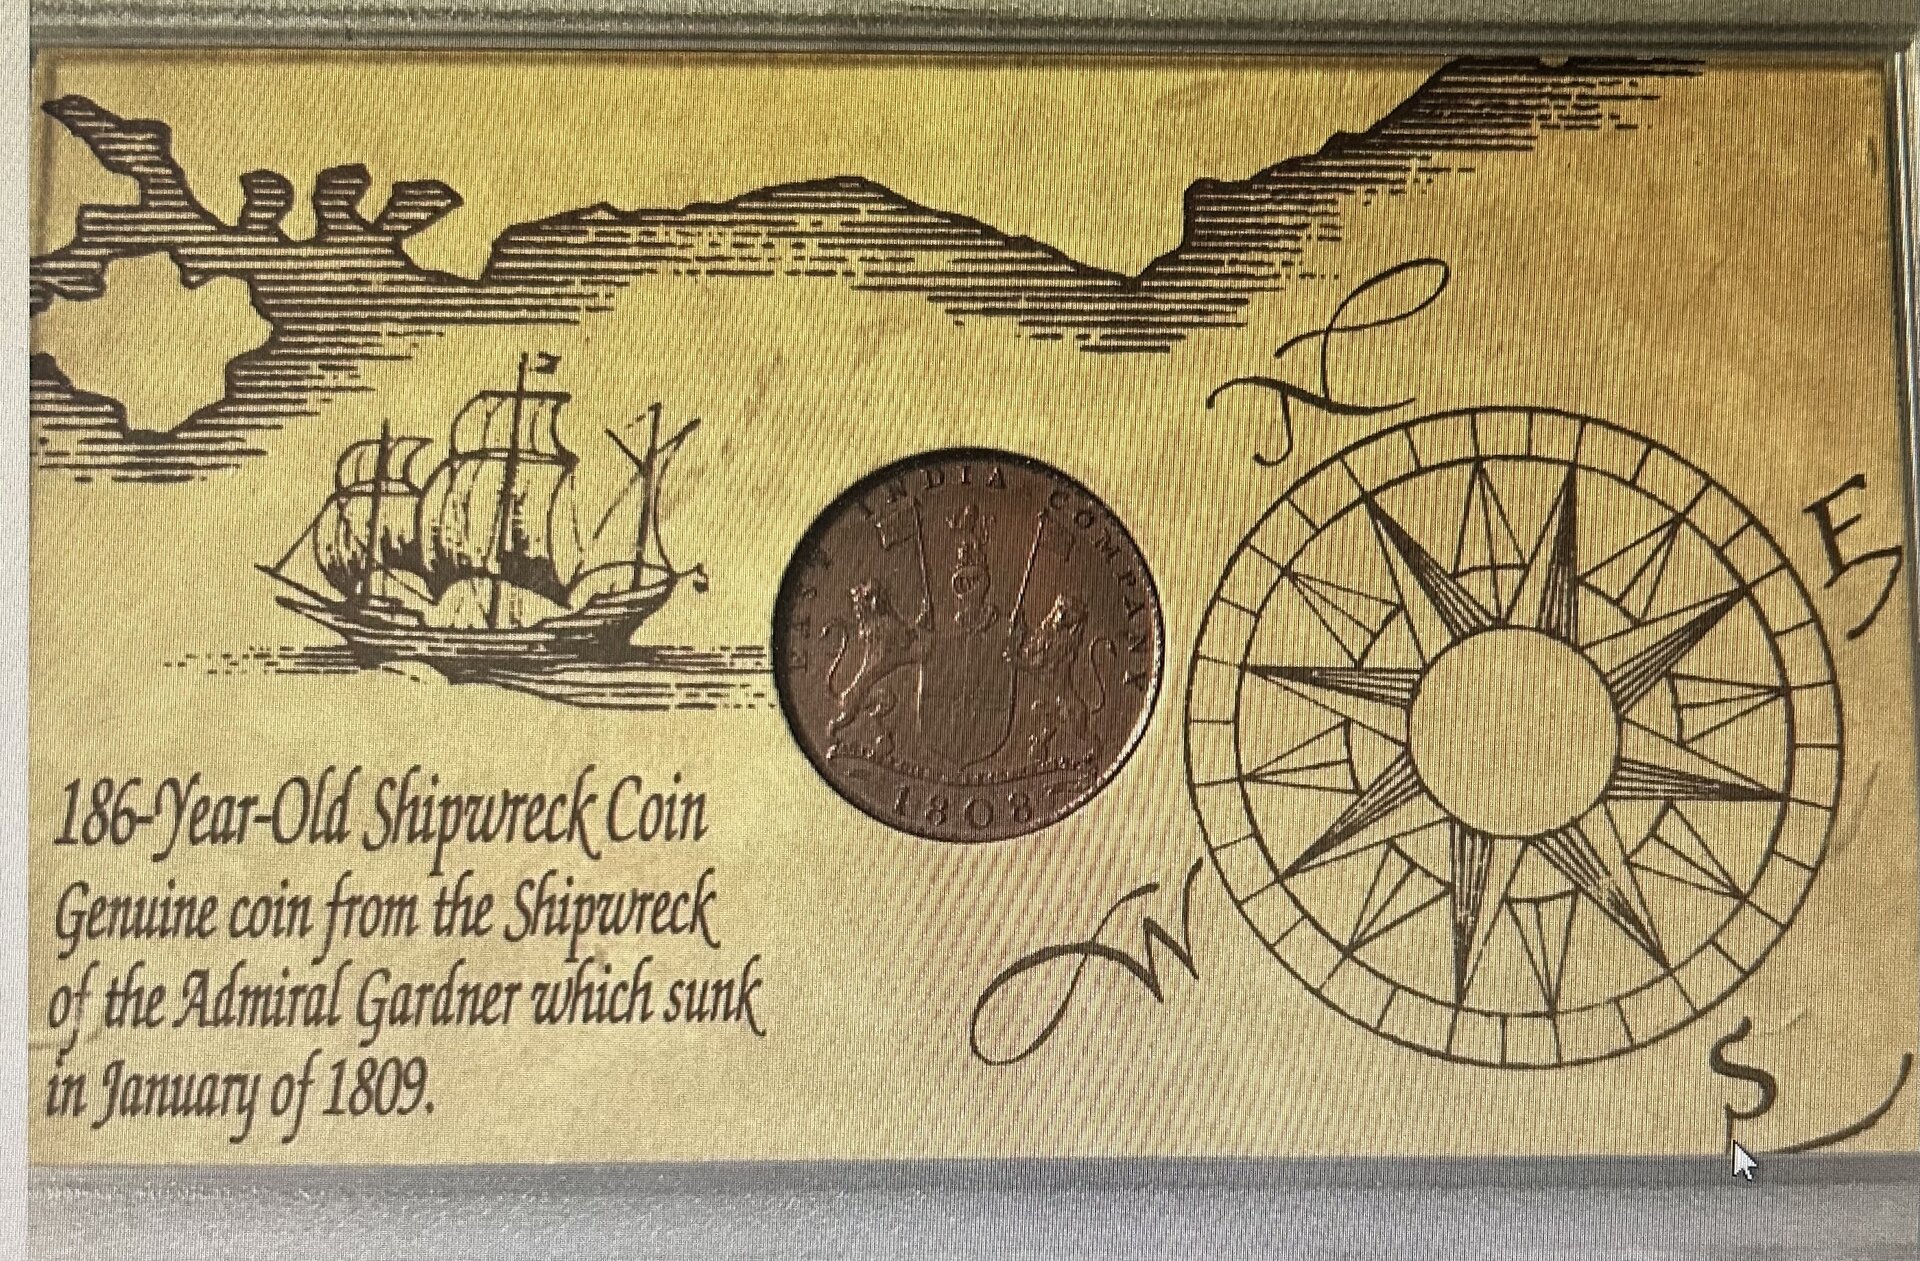 EAST INDIA COMPANY
1808
N
E
W
S
186-Year-Old Shipwreck Coin
Genuine coin from the Shipwreck
of the Admiral Gardner which sunk
in January of 1809.